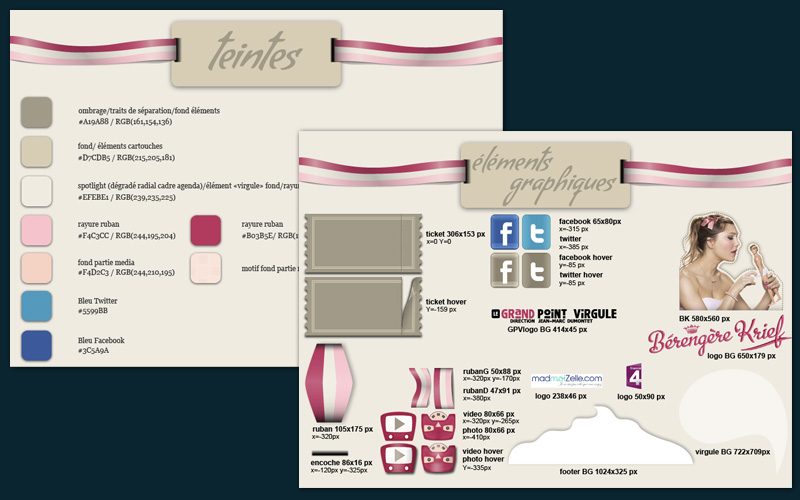 teintes
ombrage/traits de séparation/fond éléments
#A19A88 / RGB(161,154,136)
fond/ éléments cartouches
#D7CDB5 / RGB(215,205,181)
spotlight (dégradé radial cadre agenda)/élément «virgule» fond/rayu
#EFEBE1 / RGB(239,235,225)
rayure ruban
#F4C3CC / RGB(244,195,204)
rayure ruban
#B03B5E / RGB(1
fond partie media
#F4D2C3 / RGB(244,210,195)
motif fond partie
Bleu Twitter
#5599BB
Bleu Facebook
#3C5A9A
éléments
graphiques
ticket 306x153 px
x=0 Y=0
ticket hover
Y=-159 px
facebook 65x80px
x=-315 px
twitter
x=-385 px
facebook hover
y=-85 px
twitter hover
y=-85 px
LE GRAND POINT VIRGULE
DIRECTION JEAN-MARC DUMONTET
GPVlogo BG 414x45 px
BK 580x560 px
Bérengère Krief
logo BG 650x179 px
ruban 105x175 px
x=-320px
encoche 86x16 px
x=-120px y=-325px
rubanG 50x88 px
x=-320px y=-170px
rubanD 47x91 px
x=-380px
video 80x66 px
x=-320px y=-265px
photo 80x66 px
x=-410px
video hover
photo hover
Y=-335px
madmoiZelle.com
logo 238x46 px
4
logo 50x90 px
footer BG 1024x325 px
virgule BG 722x709px